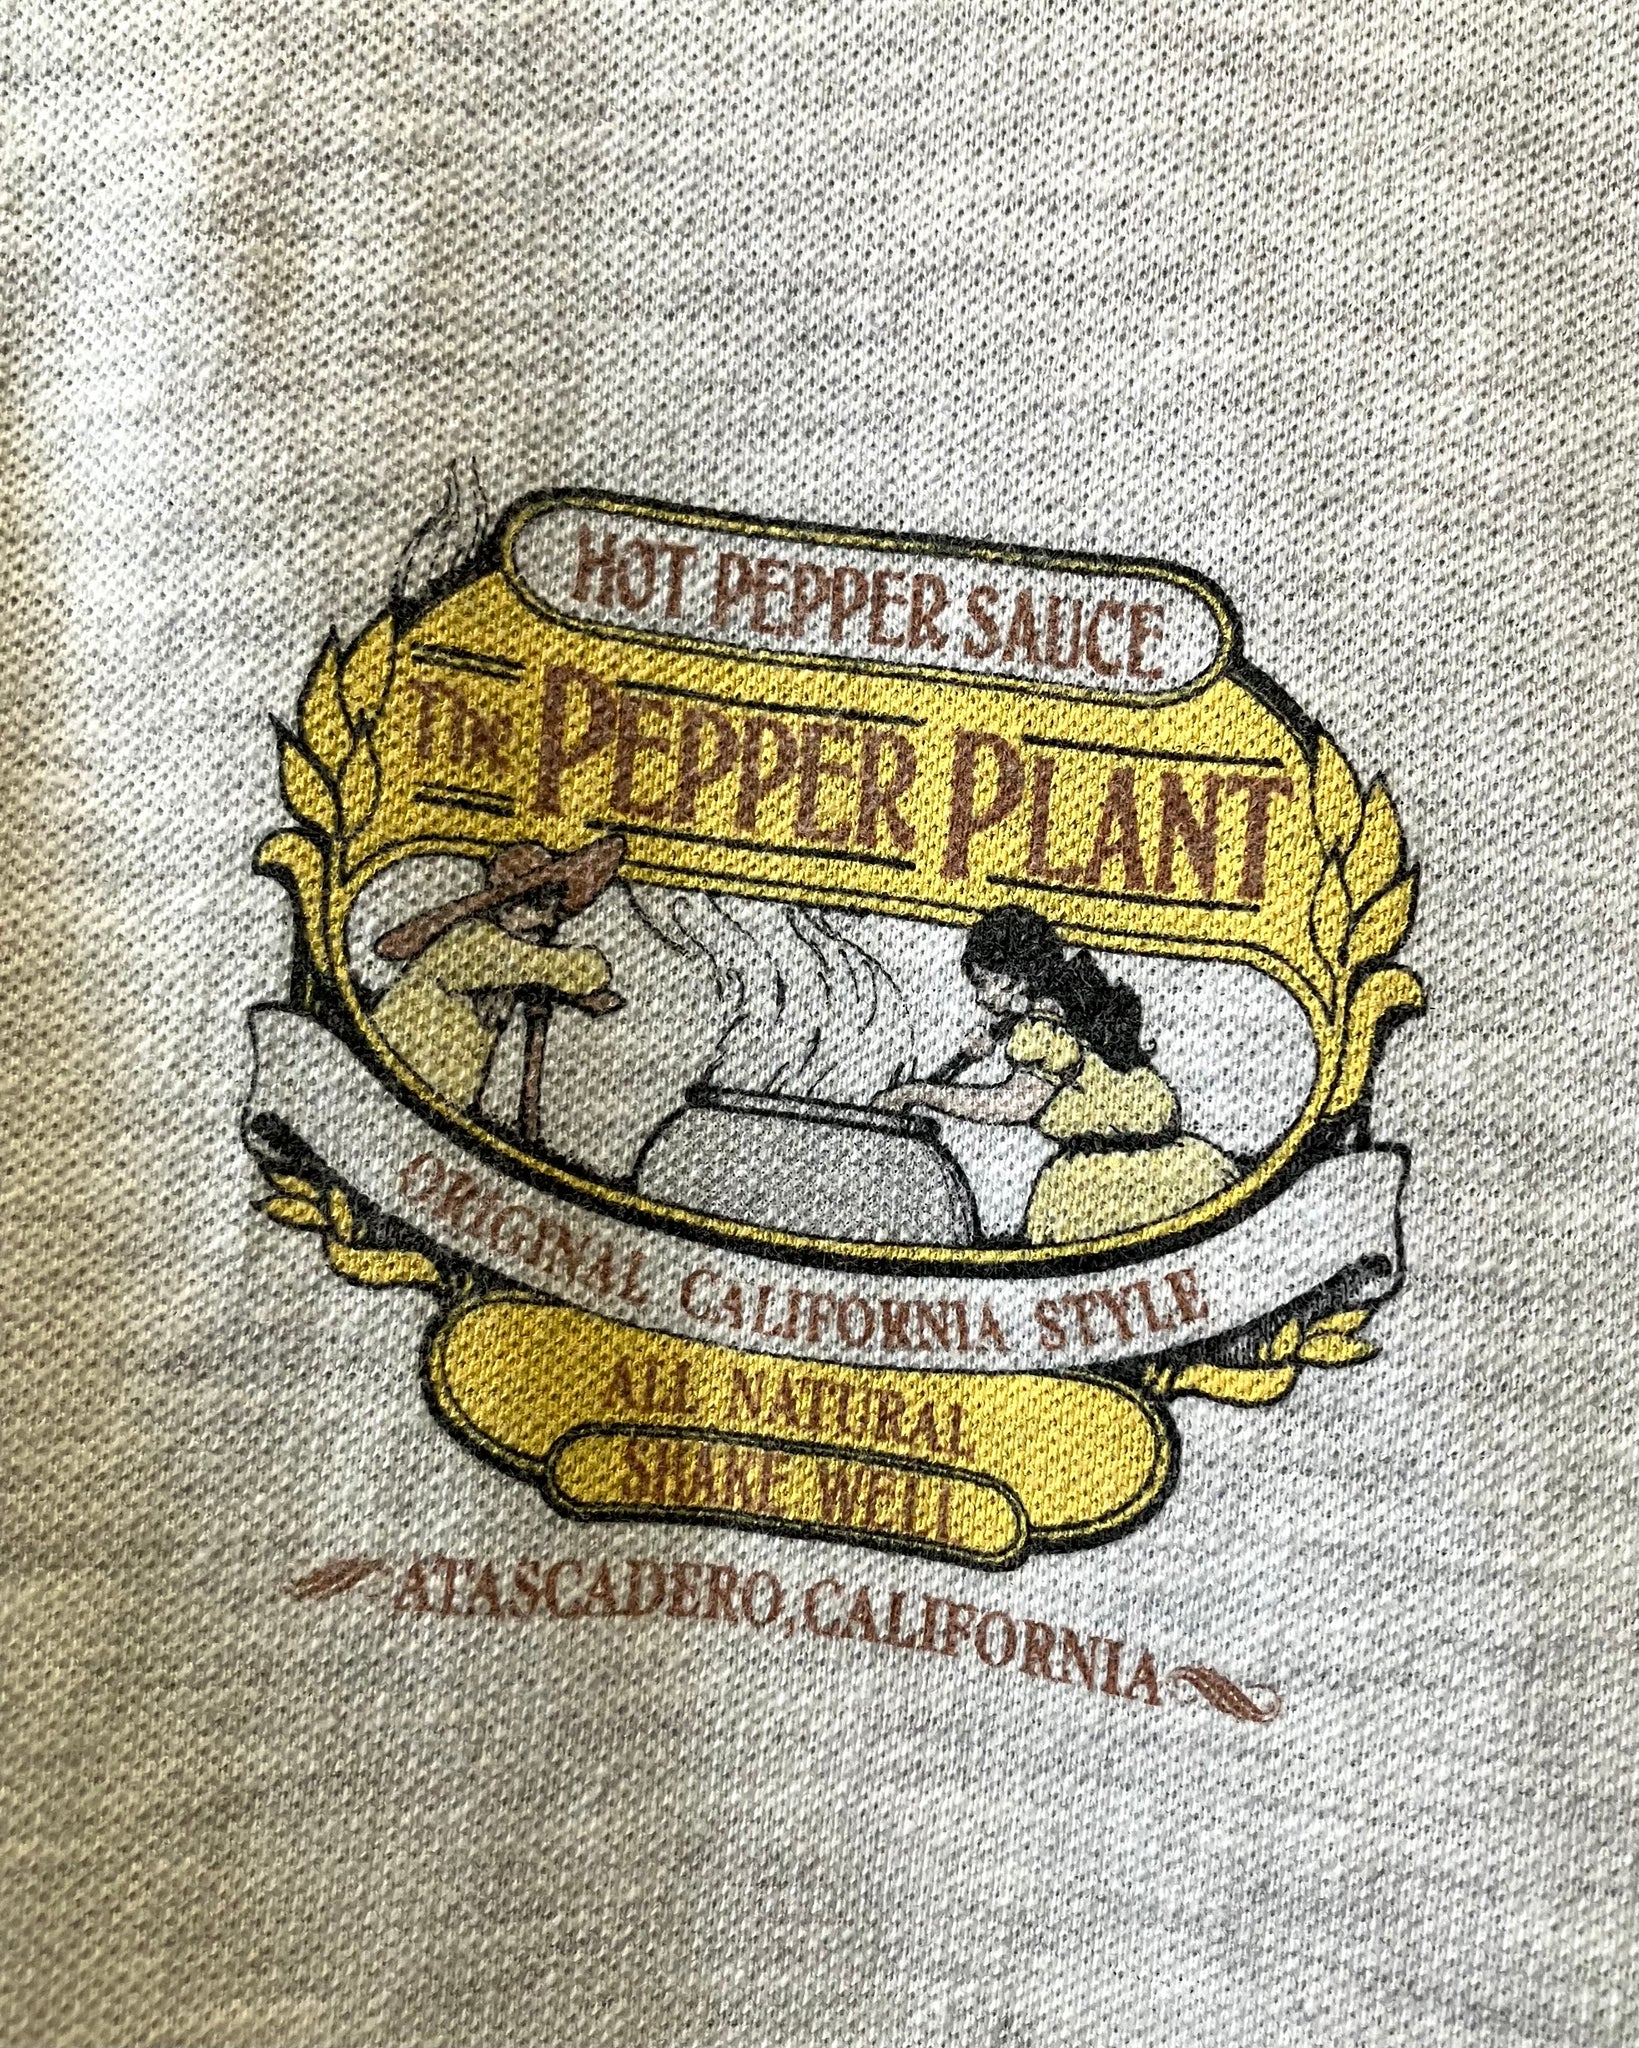 HOT PEPPER SAUCE
THE PEPPER PLANT
ORIGINAL CALIFORNIA STYLE
ALL NATURAL
SHAKE WELL
ATASCADERO, CALIFORNIA